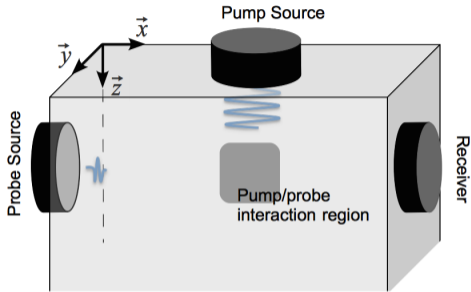 Pump Source
x⃗
y⃗
z⃗
Probe Source
Receiver
Pump/probe
interaction region